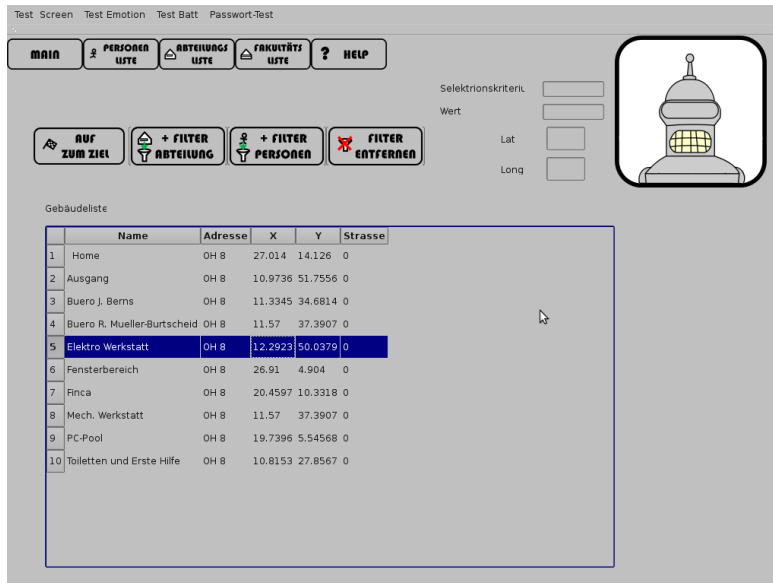 Test Screen Test Emotion Test Batt Passwort-Test
MAIN
PERSONEN
LISTE
ABTEILUNGS
LISTE
FAKULTÄTS
LISTE
? HELP
Selektionskriteriu
Wert
Lat
Long
AUF
ZUM ZIEL
+ FILTER
ABTEILUNG
+ FILTER
PERSONEN
FILTER
ENTFERNEN
Gebäudeliste
Name Adresse X Y Strasse
1 Home OH 8 27.014 14.126 0
2 Ausgang OH 8 10.9736 51.7556 0
3 Buero J. Berns OH 8 11.3345 34.6814 0
4 Buero R. Mueller-Burtscheid OH 8 11.57 37.3907 0
5 Elektro Werkstatt OH 8 12.2923 50.0379 0
6 Fensterbereich OH 8 26.91 4.904 0
7 Finca OH 8 20.4597 10.3318 0
8 Mech. Werkstatt OH 8 11.57 37.3907 0
9 PC-Pool OH 8 19.7396 5.54568 0
10 Toiletten und Erste Hilfe OH 8 10.8153 27.8567 0